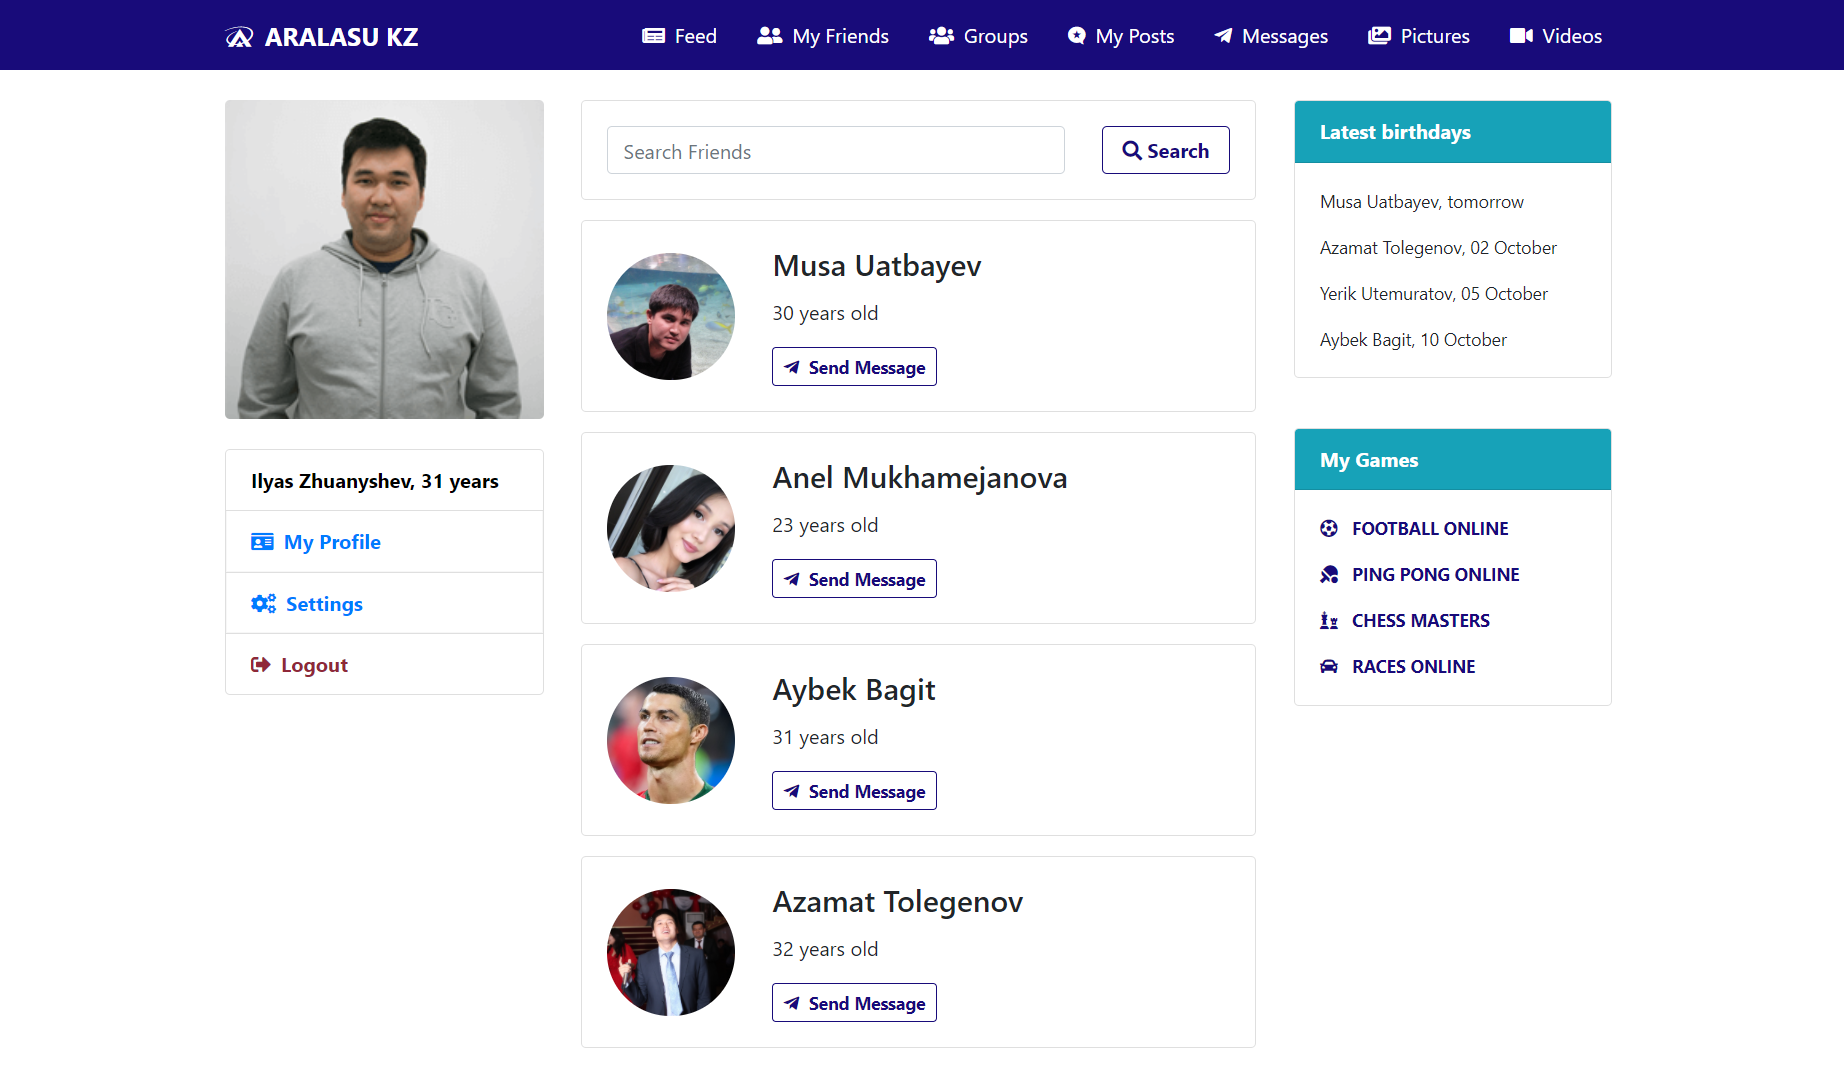 ARALASU KZ
Feed
My Friends
Groups
My Posts
Messages
Pictures
Videos
Ilyas Zhuanyshev, 31 years
My Profile
Settings
Logout
Search Friends
Search
Musa Uatbayev
30 years old
Send Message
Anel Mukhamejanova
23 years old
Send Message
Aybek Bagit
31 years old
Send Message
Azamat Tolegenov
32 years old
Send Message
Latest birthdays
Musa Uatbayev, tomorrow
Azamat Tolegenov, 02 October
Yerik Utemuratov, 05 October
Aybek Bagit, 10 October
My Games
FOOTBALL ONLINE
PING PONG ONLINE
CHESS MASTERS
RACES ONLINE